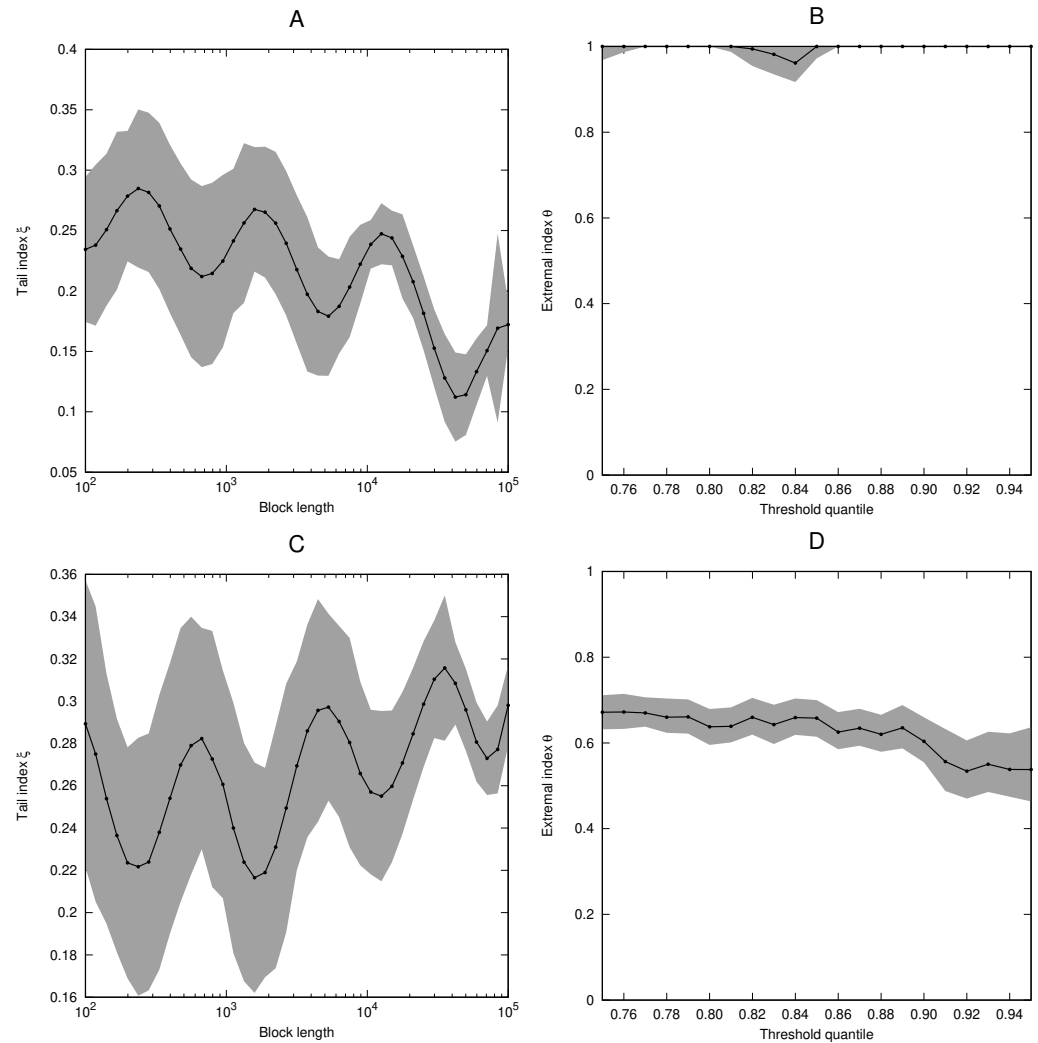 A
0.4
0.35
0.3
0.25
0.2
0.15
0.1
0.05
Tail index ξ
10^2 10^3 10^4 10^5
Block length
B
1
0.8
0.6
0.4
0.2
0
Extremal index θ
0.76 0.78 0.80 0.82 0.84 0.86 0.88 0.90 0.92 0.94
Threshold quantile
C
0.36
0.34
0.32
0.3
0.28
0.26
0.24
0.22
0.2
0.18
0.16
Tail index ξ
10^2 10^3 10^4 10^5
Block length
D
1
0.8
0.6
0.4
0.2
0
Extremal index θ
0.76 0.78 0.80 0.82 0.84 0.86 0.88 0.90 0.92 0.94
Threshold quantile